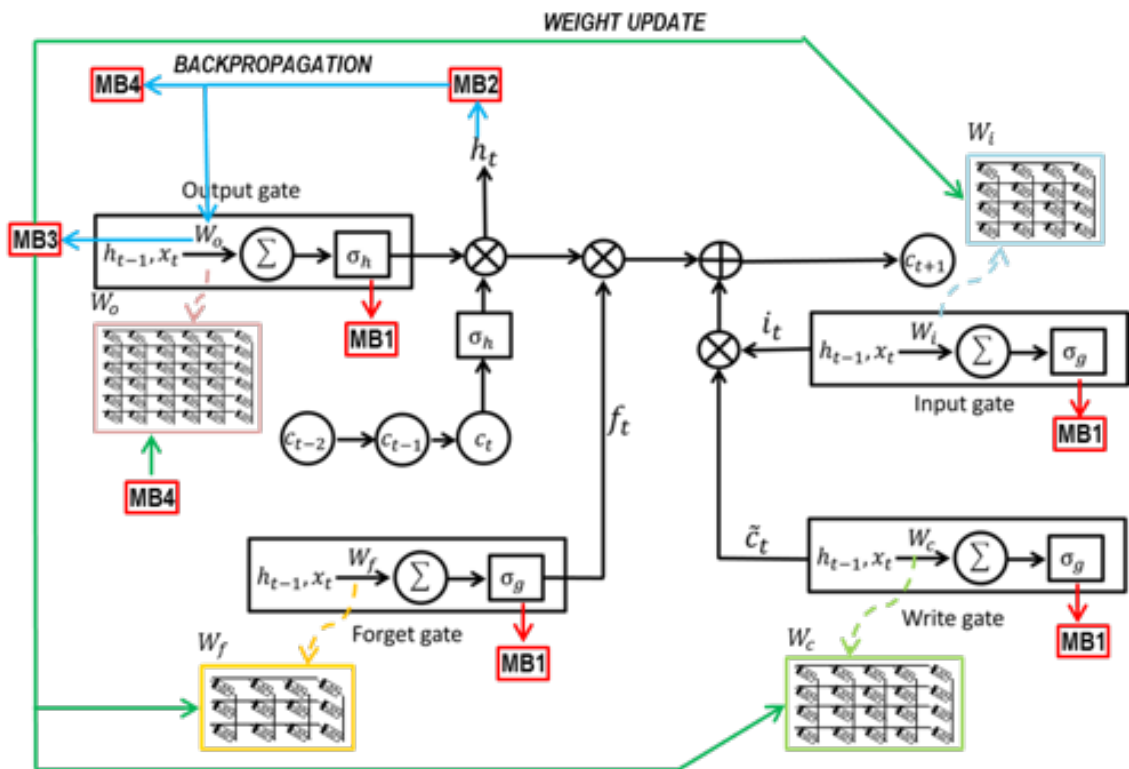 WEIGHT UPDATE
BACKPROPAGATION
MB4
MB2
W_i
h_t
Output gate
MB3
W_o
h_{t-1}, x_t
∑
σ_h
c_{t+1}
W_o
MB1
σ_h
i_t
W_i
h_{t-1}, x_t
∑
σ_g
Input gate
f_t
c_{t-2}
c_{t-1}
c_t
MB1
MB4
c̃_t
W_f
h_{t-1}, x_t
∑
σ_g
W_c
h_{t-1}, x_t
∑
σ_g
Forget gate
Write gate
W_f
MB1
W_c
MB1